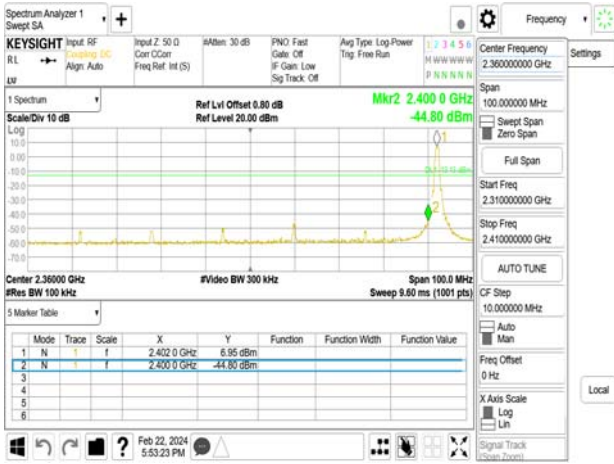 Spectrum Analyzer 1
Swept SA
+
Frequency
KEYSIGHT
RL
Input: RF
Coupling: DC
Align: Auto
Input Z: 50 Ω
Corr CCorr
Freq Ref: Int (S)
#Atten: 30 dB
PNO: Fast
Gate: Off
IF Gain: Low
Sig Track: Off
Avg Type: Log-Power
Trig: Free Run
1 2 3 4 5 6
M W W W W W
P N N N N N
Settings
Center Frequency
2.360000000 GHz
Span
100.000000 MHz
Swept Span
Zero Span
Full Span
Start Freq
2.310000000 GHz
Stop Freq
2.410000000 GHz
AUTO TUNE
CF Step
10.000000 MHz
Auto
Man
Freq Offset
0 Hz
X Axis Scale
Log
Lin
Signal Track
(Span Zoom)
Local
1 Spectrum
Scale/Div 10 dB
Ref Lvl Offset 0.80 dB
Ref Level 20.00 dBm
Mkr2 2.400 0 GHz
-44.80 dBm
Log
10.0
0.00
-10.0
-20.0
-30.0
-40.0
-50.0
-60.0
-70.0
1
2
Center 2.36000 GHz
#Res BW 100 kHz
#Video BW 300 kHz
Span 100.0 MHz
Sweep 9.60 ms (1001 pts)
5 Marker Table
Mode Trace Scale X Y Function Function Width Function Value
1 N 1 f 2.402 0 GHz 6.95 dBm
2 N 1 f 2.400 0 GHz -44.80 dBm
3
4
5
6
?
Feb 22, 2024
5:53:23 PM